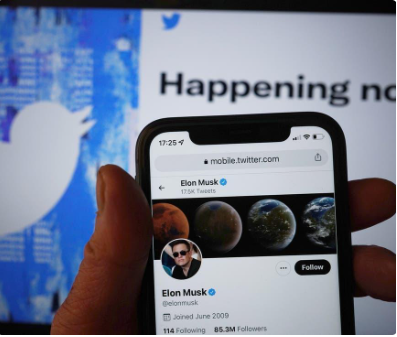 Happening no
17:25
mobile.twitter.com
Elon Musk
17.5K Tweets
Follow
Elon Musk
@elonmusk
Joined June 2009
114 Following 85.3M Followers